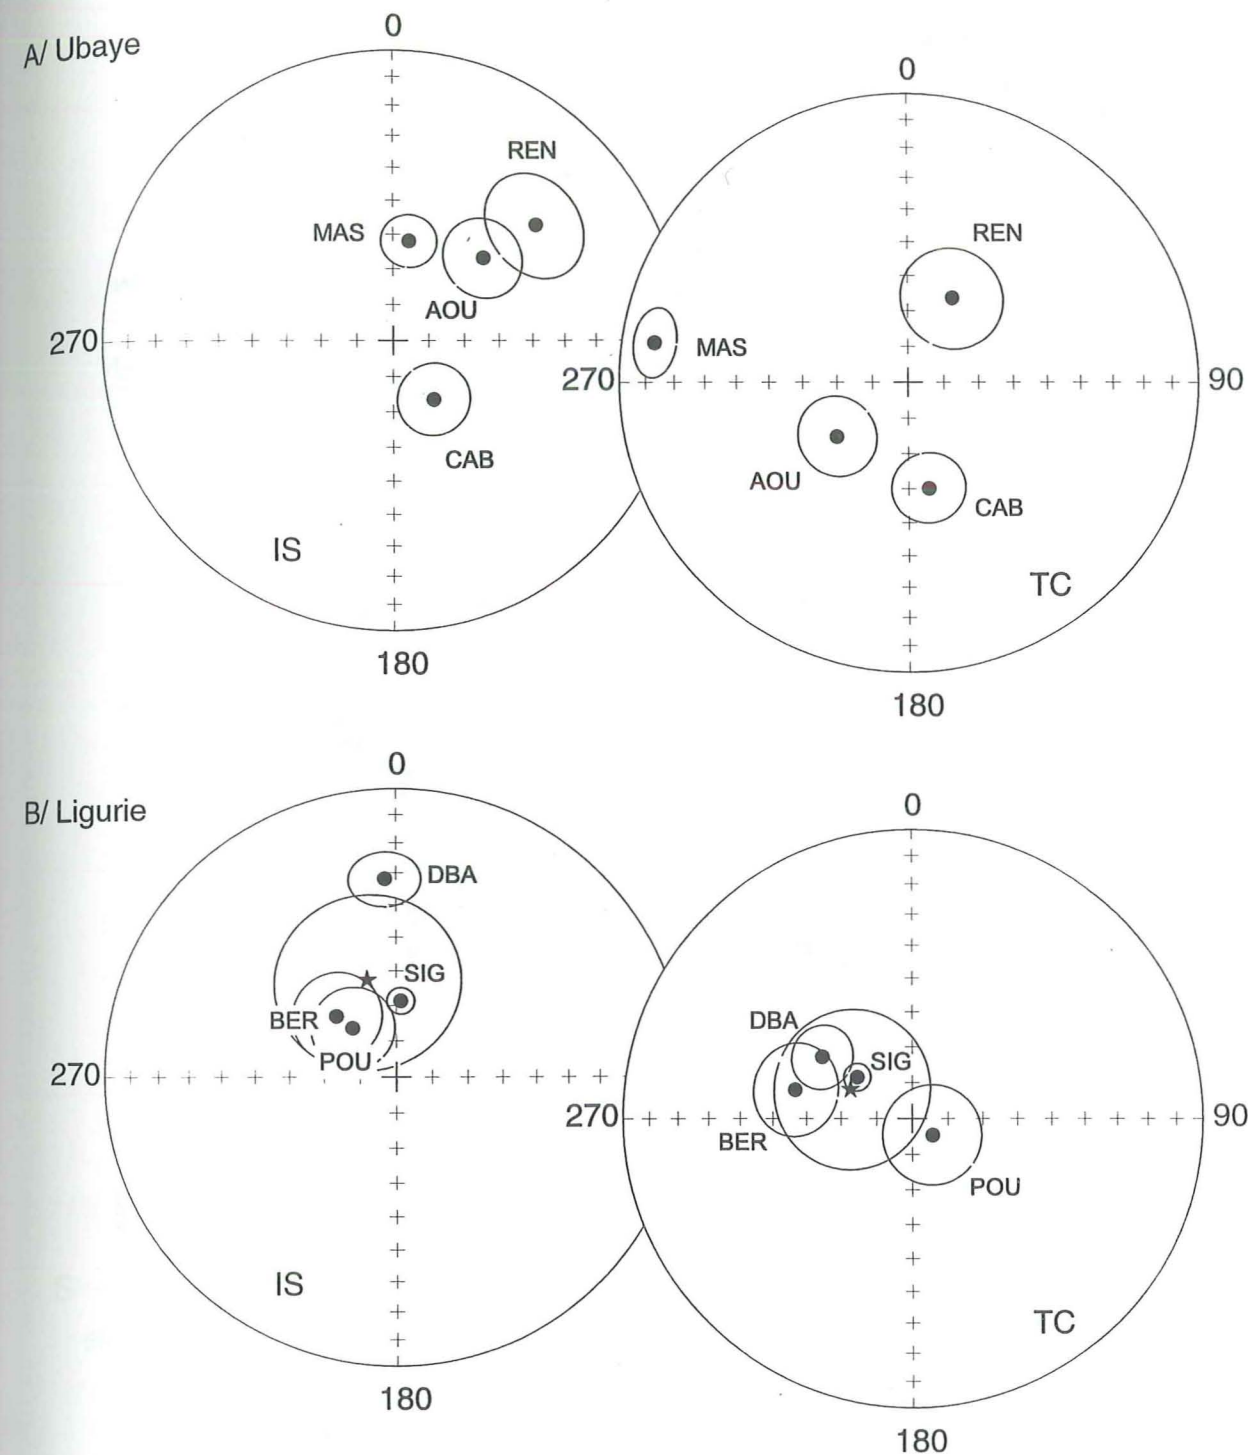 A/ Ubaye
0
0
REN
MAS
AOU
REN
270
MAS
270
90
CAB
AOU
CAB
IS
TC
180
180
0
B/ Ligurie
0
DBA
SIG
BER
POU
DBA
SIG
270
270
90
BER
POU
IS
TC
180
180